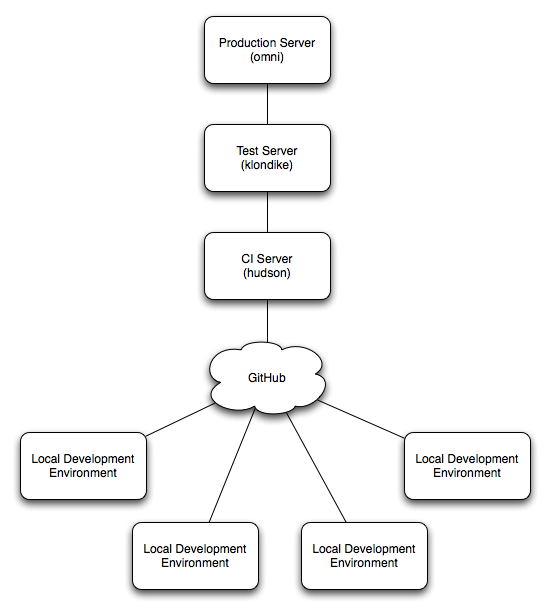 Production Server
(omni)
Test Server
(klondike)
CI Server
(hudson)
GitHub
Local Development
Environment
Local Development
Environment
Local Development
Environment
Local Development
Environment